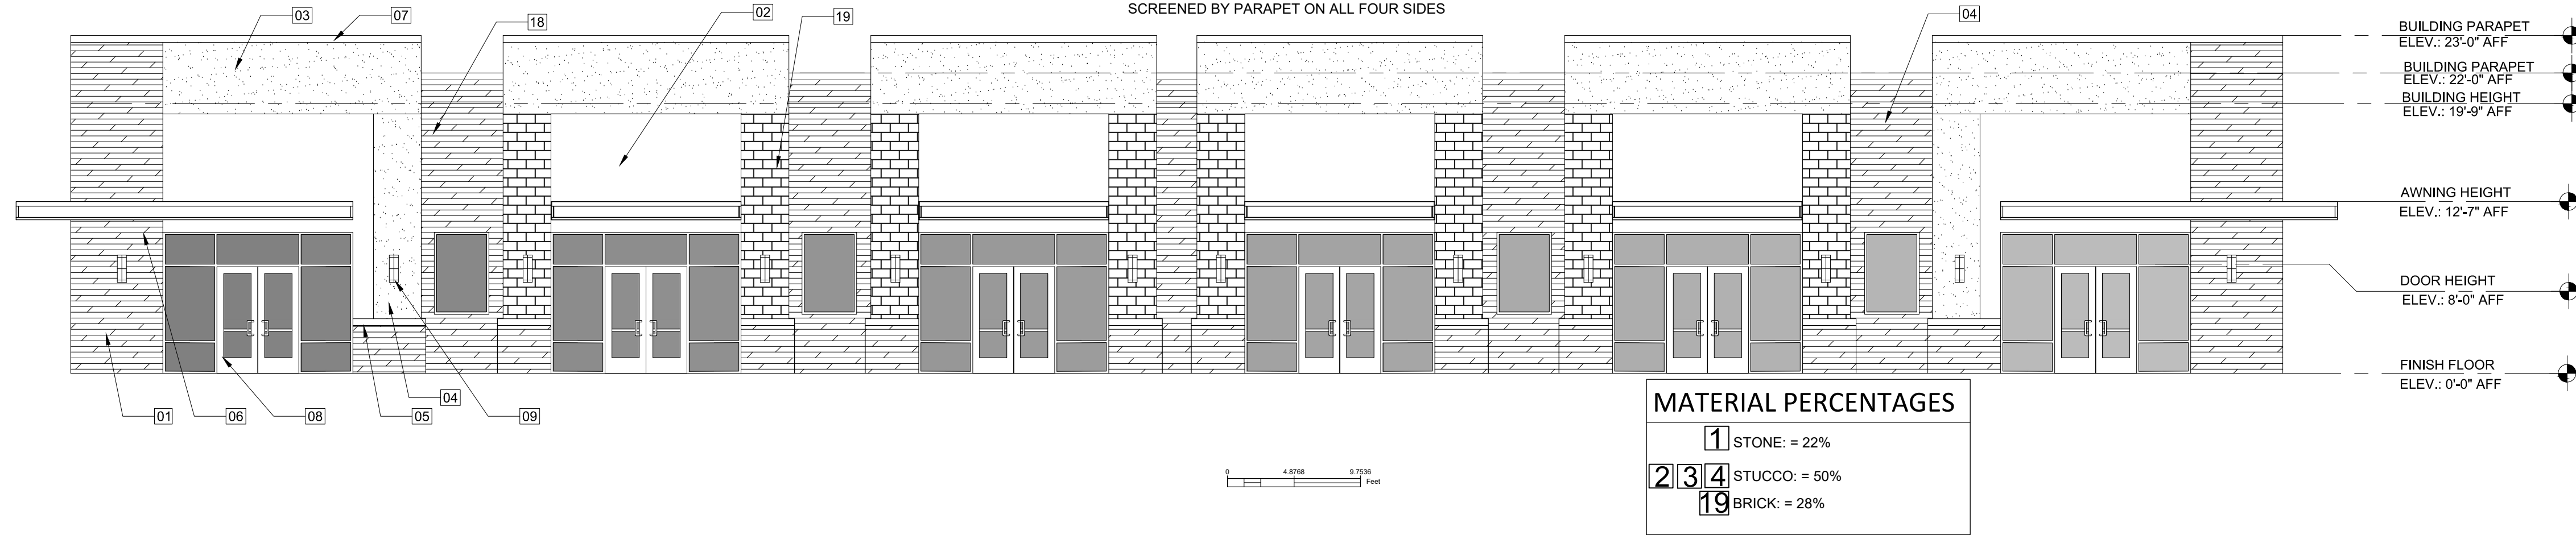 SCREENED BY PARAPET ON ALL FOUR SIDES
03
07
18
02
19
04
BUILDING PARAPET
ELEV.: 23'-0" AFF
BUILDING PARAPET
ELEV.: 22'-0" AFF
BUILDING HEIGHT
ELEV.: 19'-9" AFF
AWNING HEIGHT
ELEV.: 12'-7" AFF
DOOR HEIGHT
ELEV.: 8'-0" AFF
FINISH FLOOR
ELEV.: 0'-0" AFF
01
06
08
04
05
09
MATERIAL PERCENTAGES
1 STONE: = 22%
2 3 4 STUCCO: = 50%
19 BRICK: = 28%
0 4.8768 9.7536
Feet